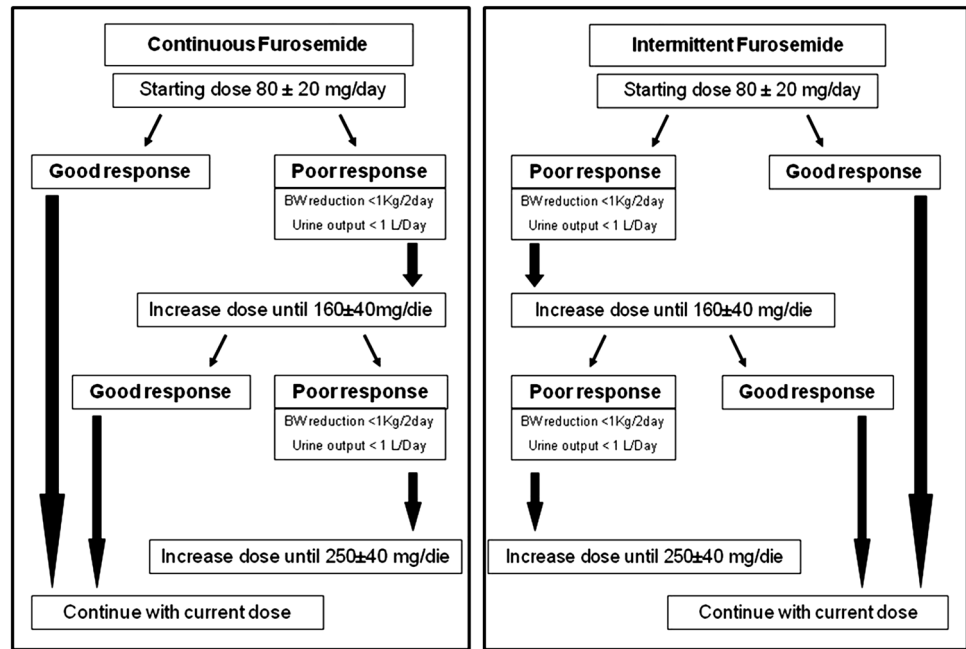 Continuous Furosemide
Starting dose 80 ± 20 mg/day
Good response
Poor response
BW reduction <1Kg/2day
Urine output < 1 L/Day
Increase dose until 160±40mg/die
Good response
Poor response
BW reduction <1Kg/2day
Urine output < 1 L/Day
Increase dose until 250±40 mg/die
Continue with current dose
Intermittent Furosemide
Starting dose 80 ± 20 mg/day
Poor response
Good response
BW reduction <1Kg/2day
Urine output < 1 L/Day
Increase dose until 160±40 mg/die
Poor response
Good response
BW reduction <1Kg/2day
Urine output < 1 L/Day
Increase dose until 250±40 mg/die
Continue with current dose